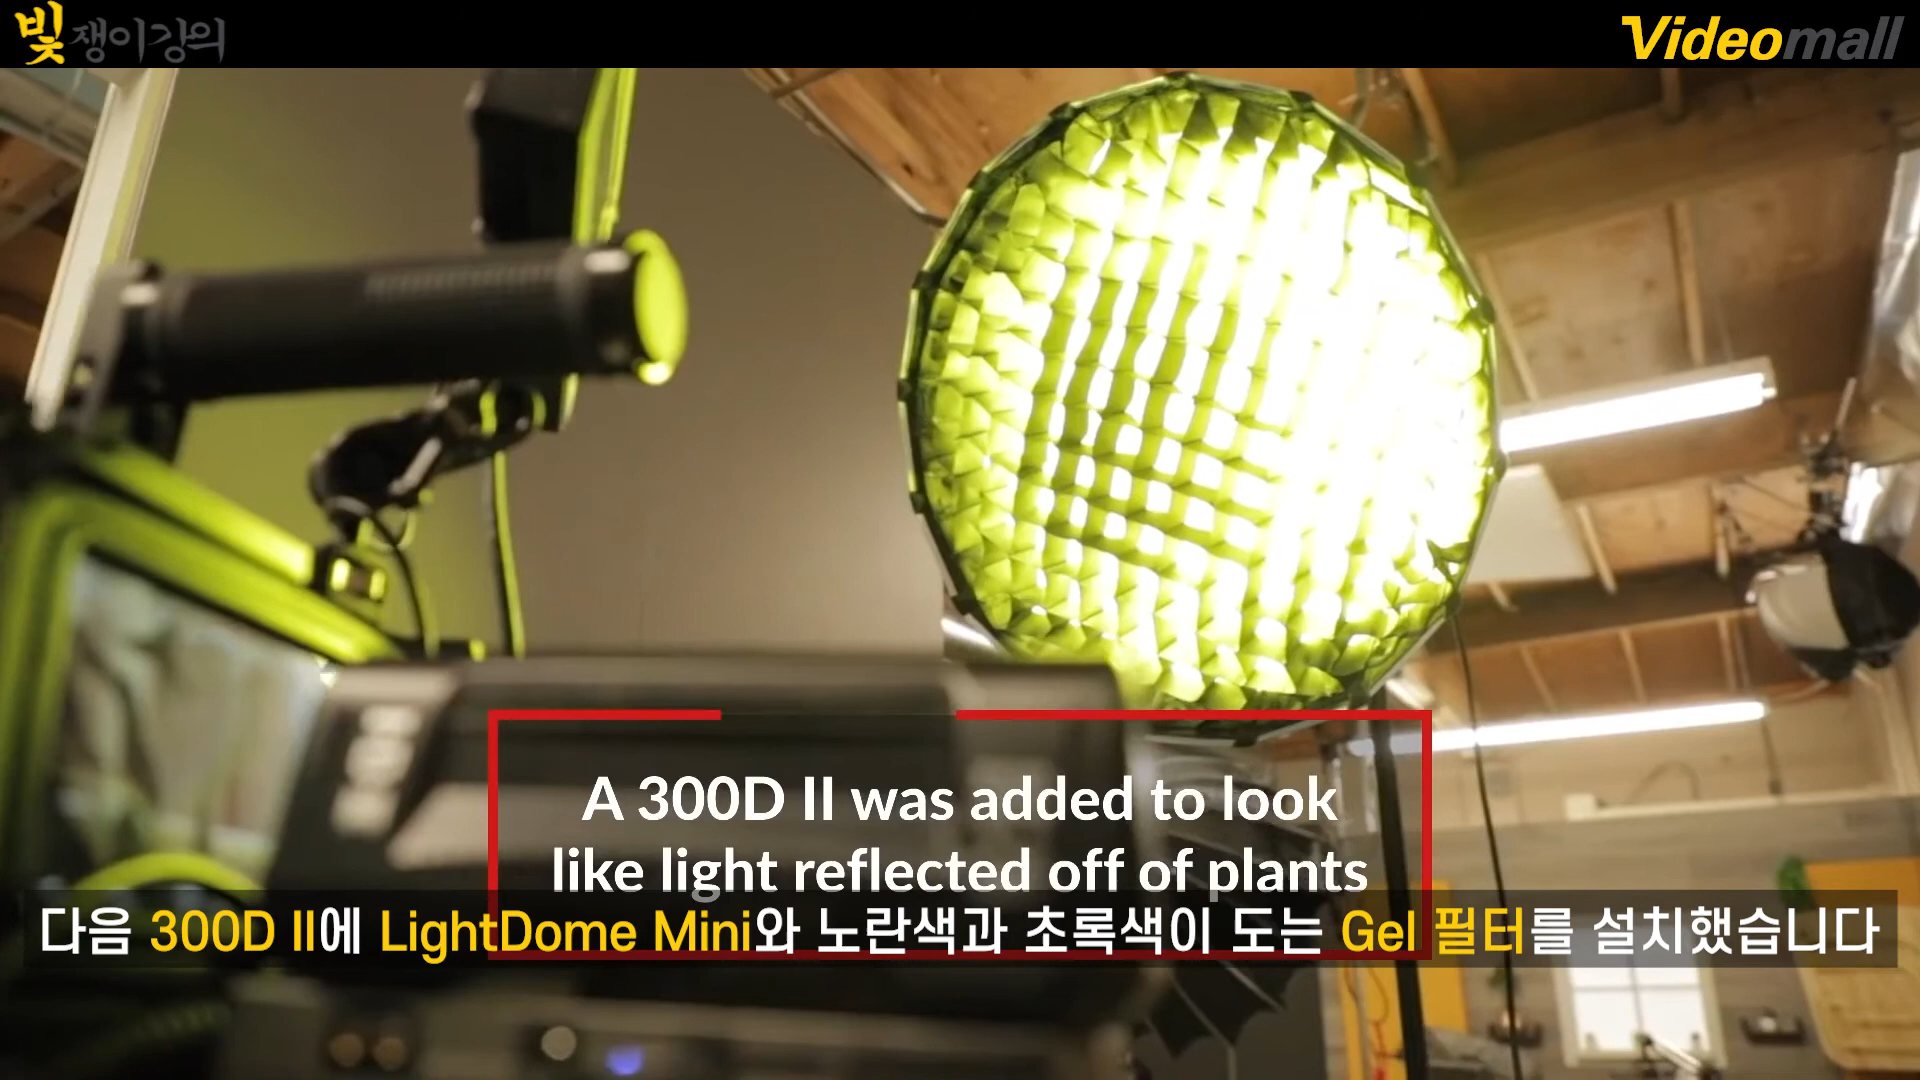 빛쟁이강의
Videomall
A 300D II was added to look
like light reflected off of plants
다음 300D II에 LightDome Mini와 노란색과 초록색이 도는 Gel 필터를 설치했습니다